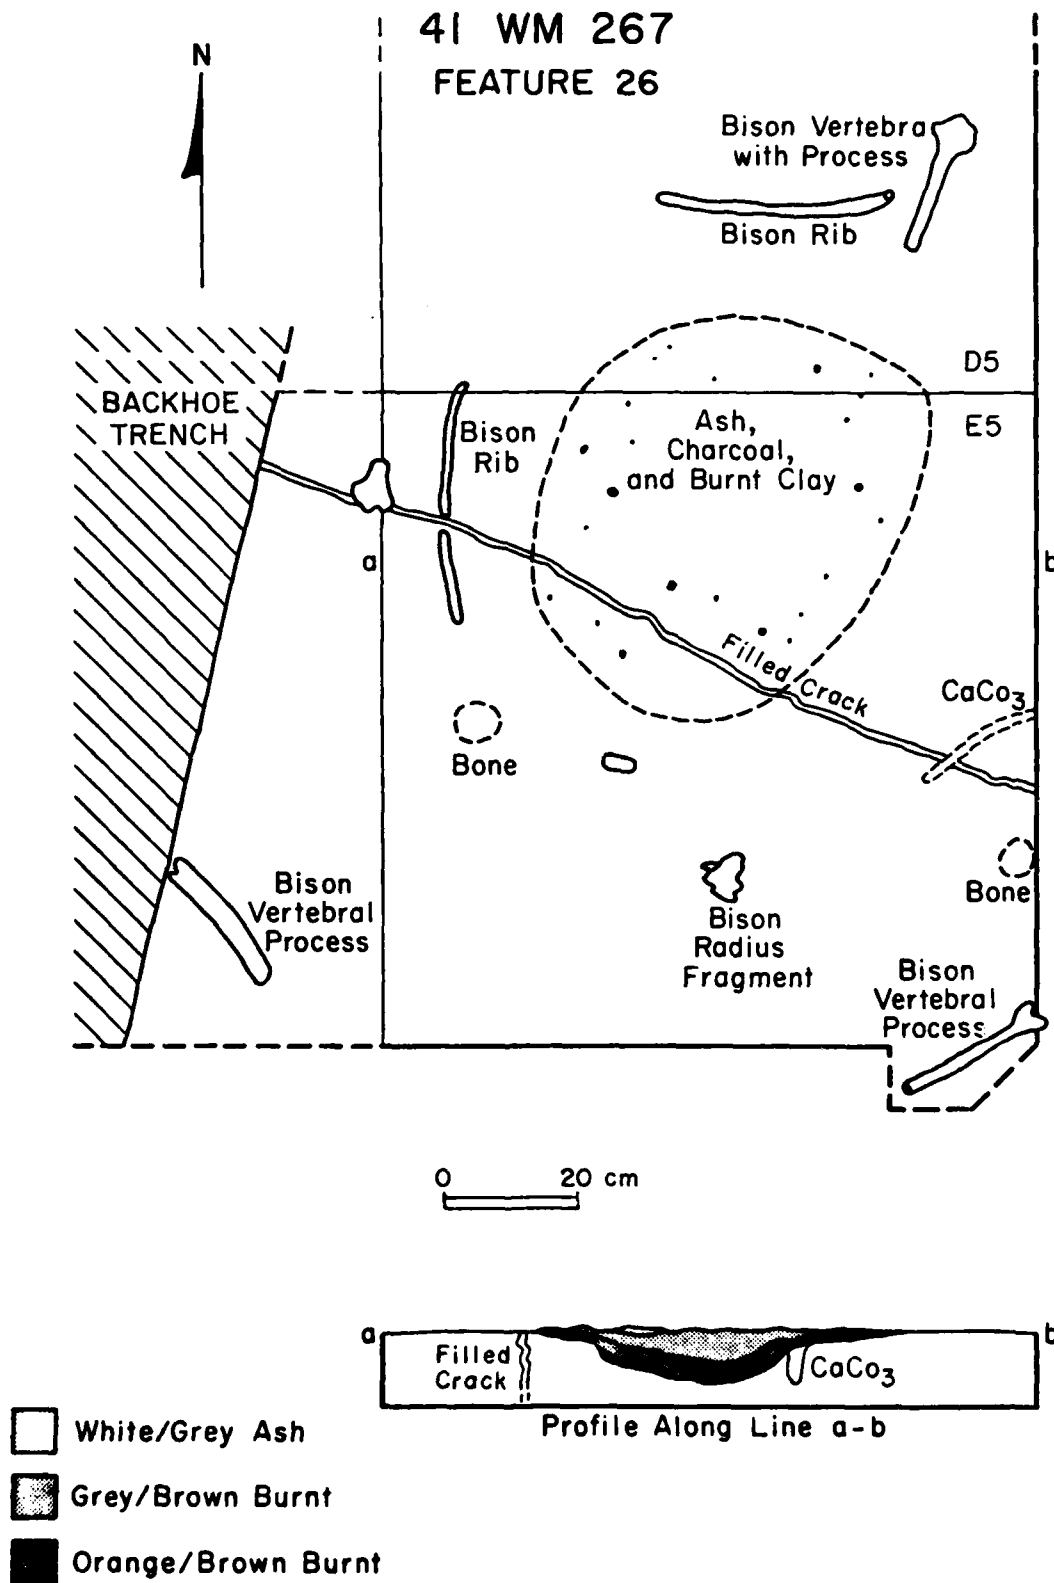 41 WM 267
FEATURE 26
N
Bison Vertebra
with Process
Bison Rib
D5
BACKHOE
TRENCH
Bison
Rib
Ash,
Charcoal,
and Burnt Clay
E5
a
b
Filled Crack
CaCo3
Bone
Bison
Vertebral
Process
Bison
Radius
Fragment
Bone
Bison
Vertebral
Process
0 20 cm
a
b
Filled
Crack
CaCo3
Profile Along Line a-b
White/Grey Ash
Grey/Brown Burnt
Orange/Brown Burnt